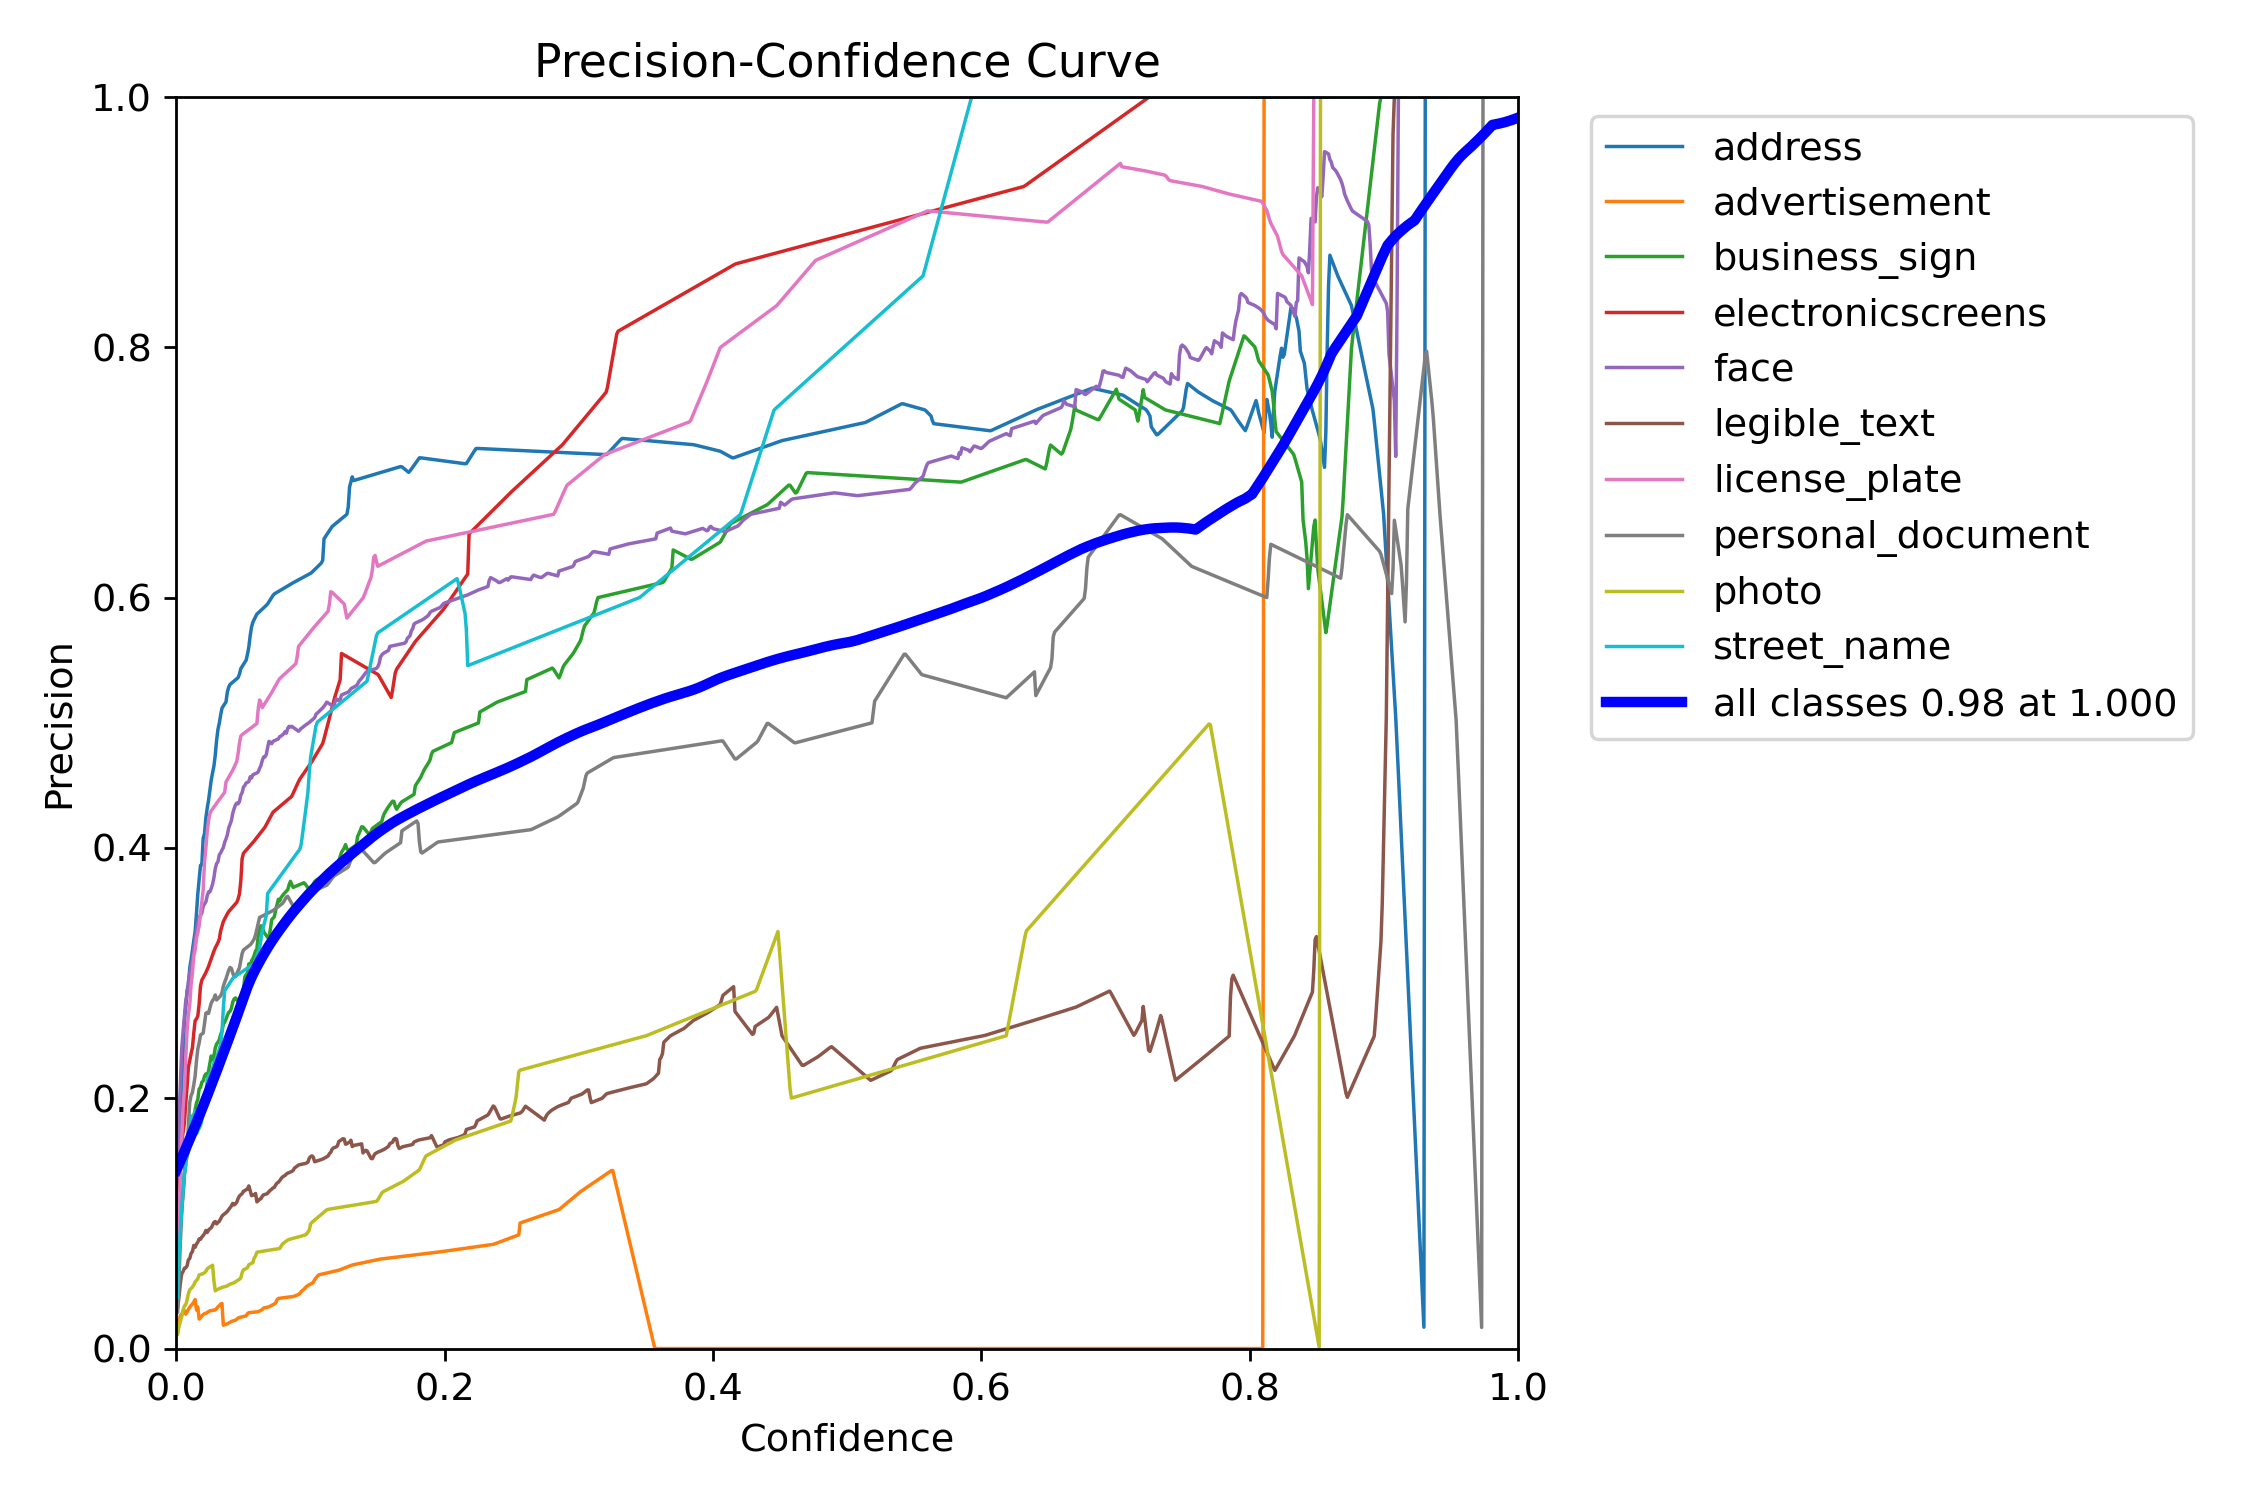 Precision-Confidence Curve
1.0
0.8
0.6
0.4
0.2
0.0
Precision
0.0 0.2 0.4 0.6 0.8 1.0
Confidence
address
advertisement
business_sign
electronicscreens
face
legible_text
license_plate
personal_document
photo
street_name
all classes 0.98 at 1.000